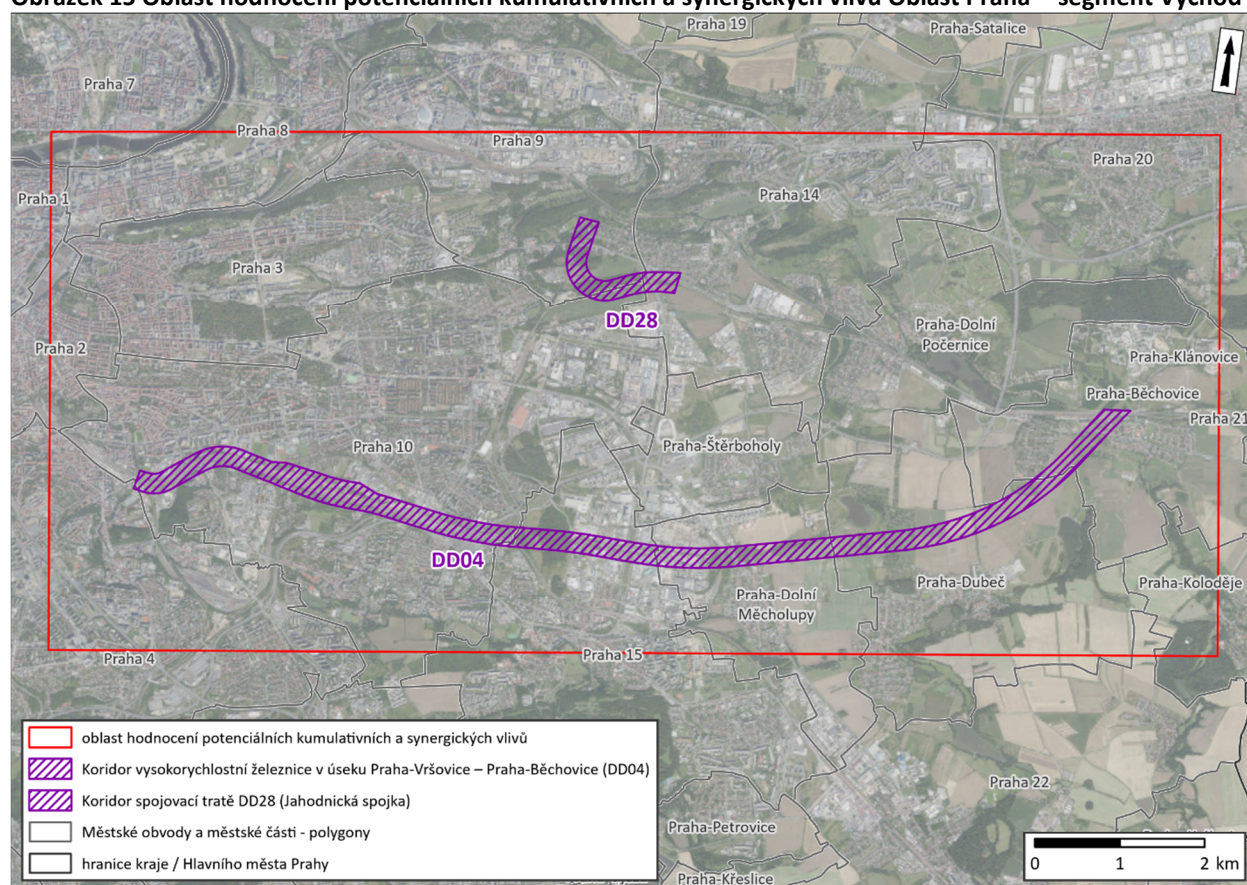 Obrázek 15 Oblast hodnocení potenciálních kumulativních a synergických vlivů Oblast Praha – segment Východ
Praha 19
Praha-Satalice
Praha 7
Praha 8
Praha 9
Praha 20
Praha 14
Praha 1
Praha 3
DD28
Praha-Dolní
Počernice
Praha 2
Praha-Klánovice
Praha-Běchovice
Praha 21
Praha 10
Praha-Štěrboholy
DD04
Praha-Dubeč
Praha-Koloděje
Praha-Dolní
Měcholupy
Praha 4
Praha 15
oblast hodnocení potenciálních kumulativních a synergických vlivů
Koridor vysokorychlostní železnice v úseku Praha-Vršovice – Praha-Běchovice (DD04)
Koridor spojovací tratě DD28 (Jahodnická spojka)
Městské obvody a městské části - polygony
hranice kraje / Hlavního města Prahy
Praha 22
Praha-Petrovice
Praha-Křeslice
0 1 2 km